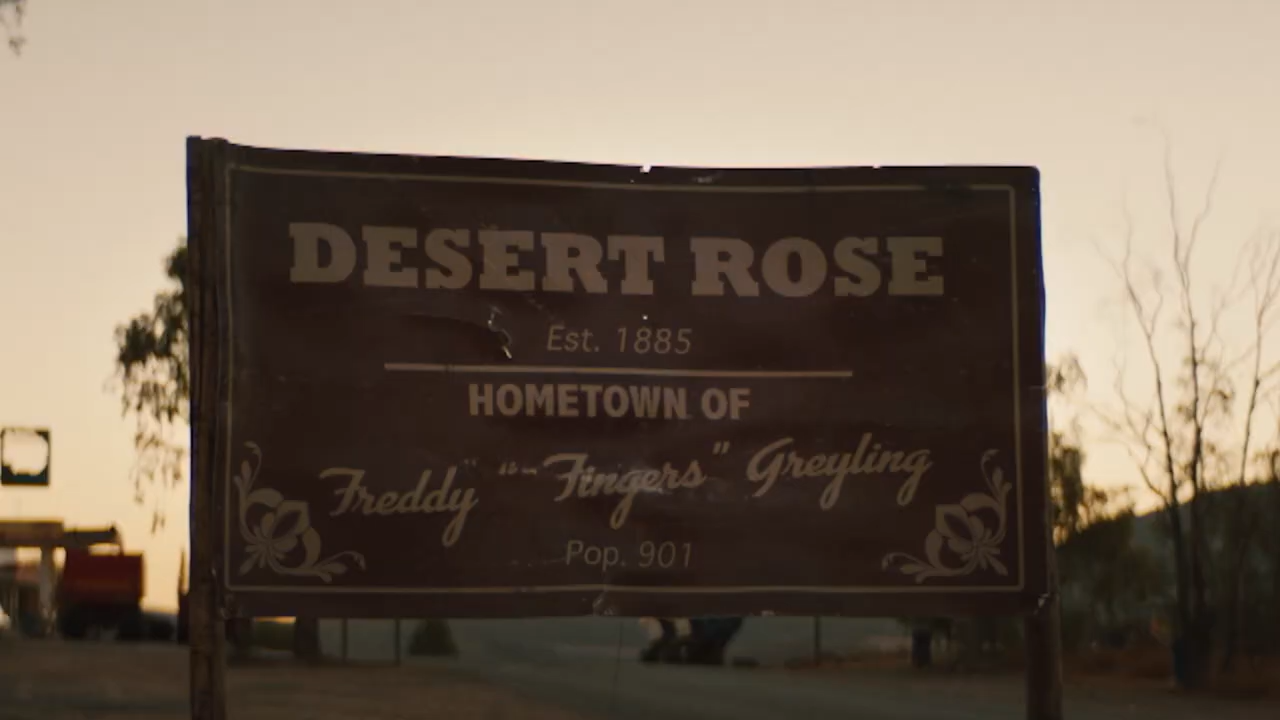 DESERT ROSE
Est. 1885
HOMETOWN OF
Freddy "Fingers" Greyling
Pop. 901